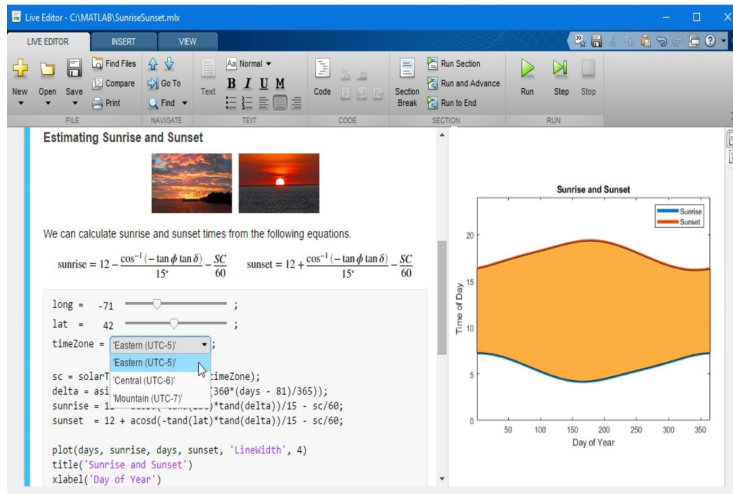 Live Editor - C:\MATLAB\SunriseSunset.mlx
LIVE EDITOR INSERT VIEW
New Open Save
Find Files
Compare
Print
FILE
Go To
Find
NAVIGATE
Text
Normal
B I U M
TEXT
Code
CODE
Section Break
Run Section
Run and Advance
Run to End
SECTION
Run Step Stop
RUN
Estimating Sunrise and Sunset
We can calculate sunrise and sunset times from the following equations.
sunrise = 12 − cos⁻¹(− tan ϕ tan δ)/15° − SC/60 sunset = 12 + cos⁻¹(− tan ϕ tan δ)/15° − SC/60
long = -71 ;
lat = 42 ;
timeZone = 'Eastern (UTC-5)' ;
'Eastern (UTC-5)'
'Central (UTC-6)'
'Mountain (UTC-7)'
sc = solarT imeZone);
delta = asi (360*(days - 81)/365));
sunrise = 12 - acosd(-tand(lat)*tand(delta))/15 - sc/60;
sunset = 12 + acosd(-tand(lat)*tand(delta))/15 - sc/60;
plot(days, sunrise, days, sunset, 'LineWidth', 4)
title('Sunrise and Sunset')
xlabel('Day of Year')
Sunrise and Sunset
Sunrise
Sunset
Time of Day
20
15
10
5
0
50 100 150 200 250 300 350
Day of Year